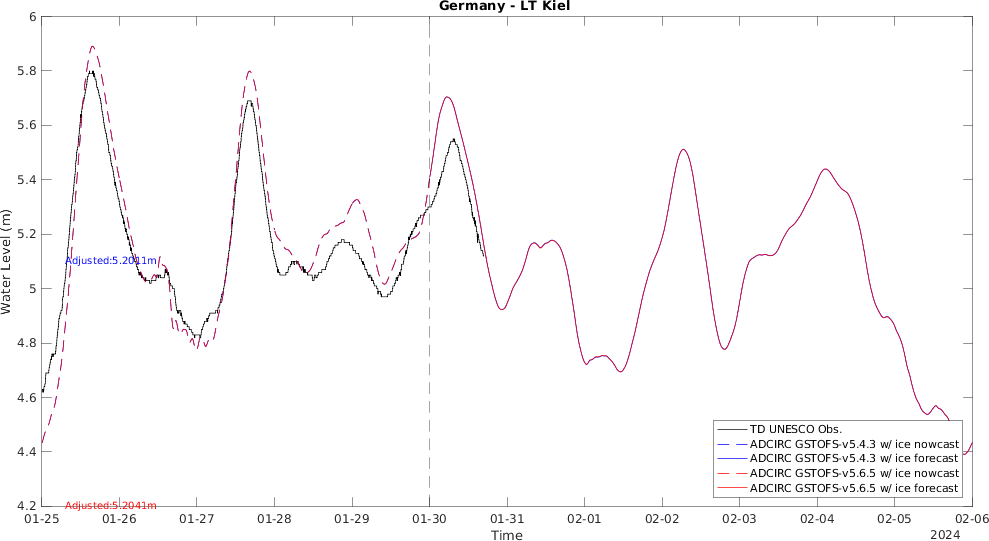 Germany - LT Kiel
6
5.8
5.6
5.4
5.2
5
4.8
4.6
4.4
4.2
Water Level (m)
Adjusted:5.2011m
Adjusted:5.2041m
TD UNESCO Obs.
ADCIRC GSTOFS-v5.4.3 w/ ice nowcast
ADCIRC GSTOFS-v5.4.3 w/ ice forecast
ADCIRC GSTOFS-v5.6.5 w/ ice nowcast
ADCIRC GSTOFS-v5.6.5 w/ ice forecast
01-25 01-26 01-27 01-28 01-29 01-30 01-31 02-01 02-02 02-03 02-04 02-05 02-06
Time
2024